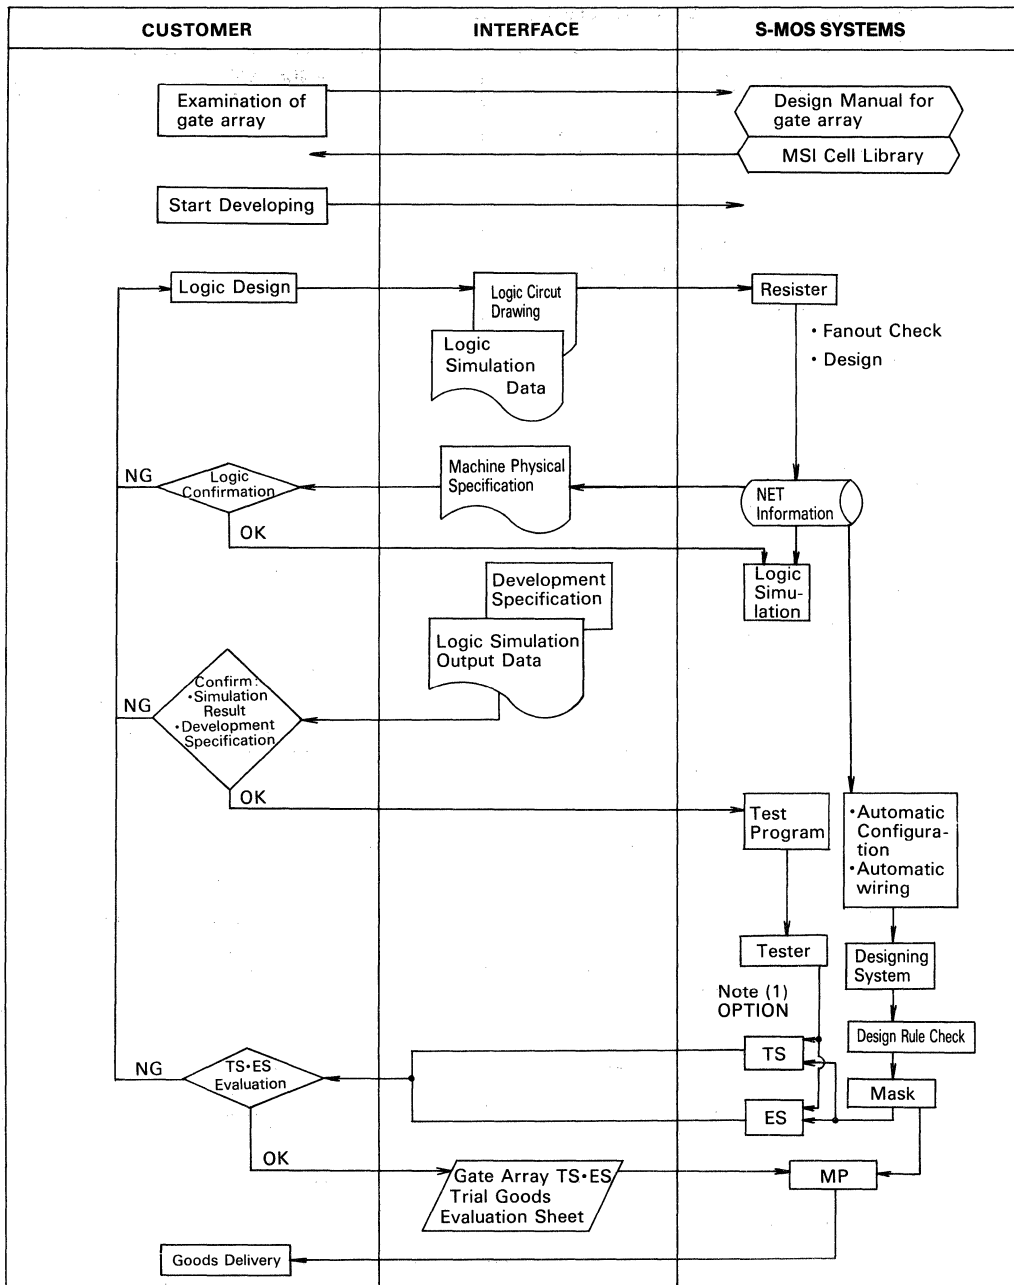 CUSTOMER
INTERFACE
S-MOS SYSTEMS
Examination of
gate array
Design Manual for
gate array
MSI Cell Library
Start Developing
Logic Design
Logic Circut
Drawing
Logic
Simulation
Data
Resister
• Fanout Check
• Design
NG
Logic
Confirmation
OK
Machine Physical
Specification
NET
Information
Logic
Simu-
lation
Development
Specification
Logic Simulation
Output Data
NG
Confirm:
•Simulation
Result
•Development
Specification
OK
Test
Program
•Automatic
Configura-
tion
•Automatic
wiring
Tester
Designing
System
Note (1)
OPTION
Design Rule Check
TS
Mask
ES
NG
TS•ES
Evaluation
OK
Gate Array TS•ES
Trial Goods
Evaluation Sheet
MP
Goods Delivery